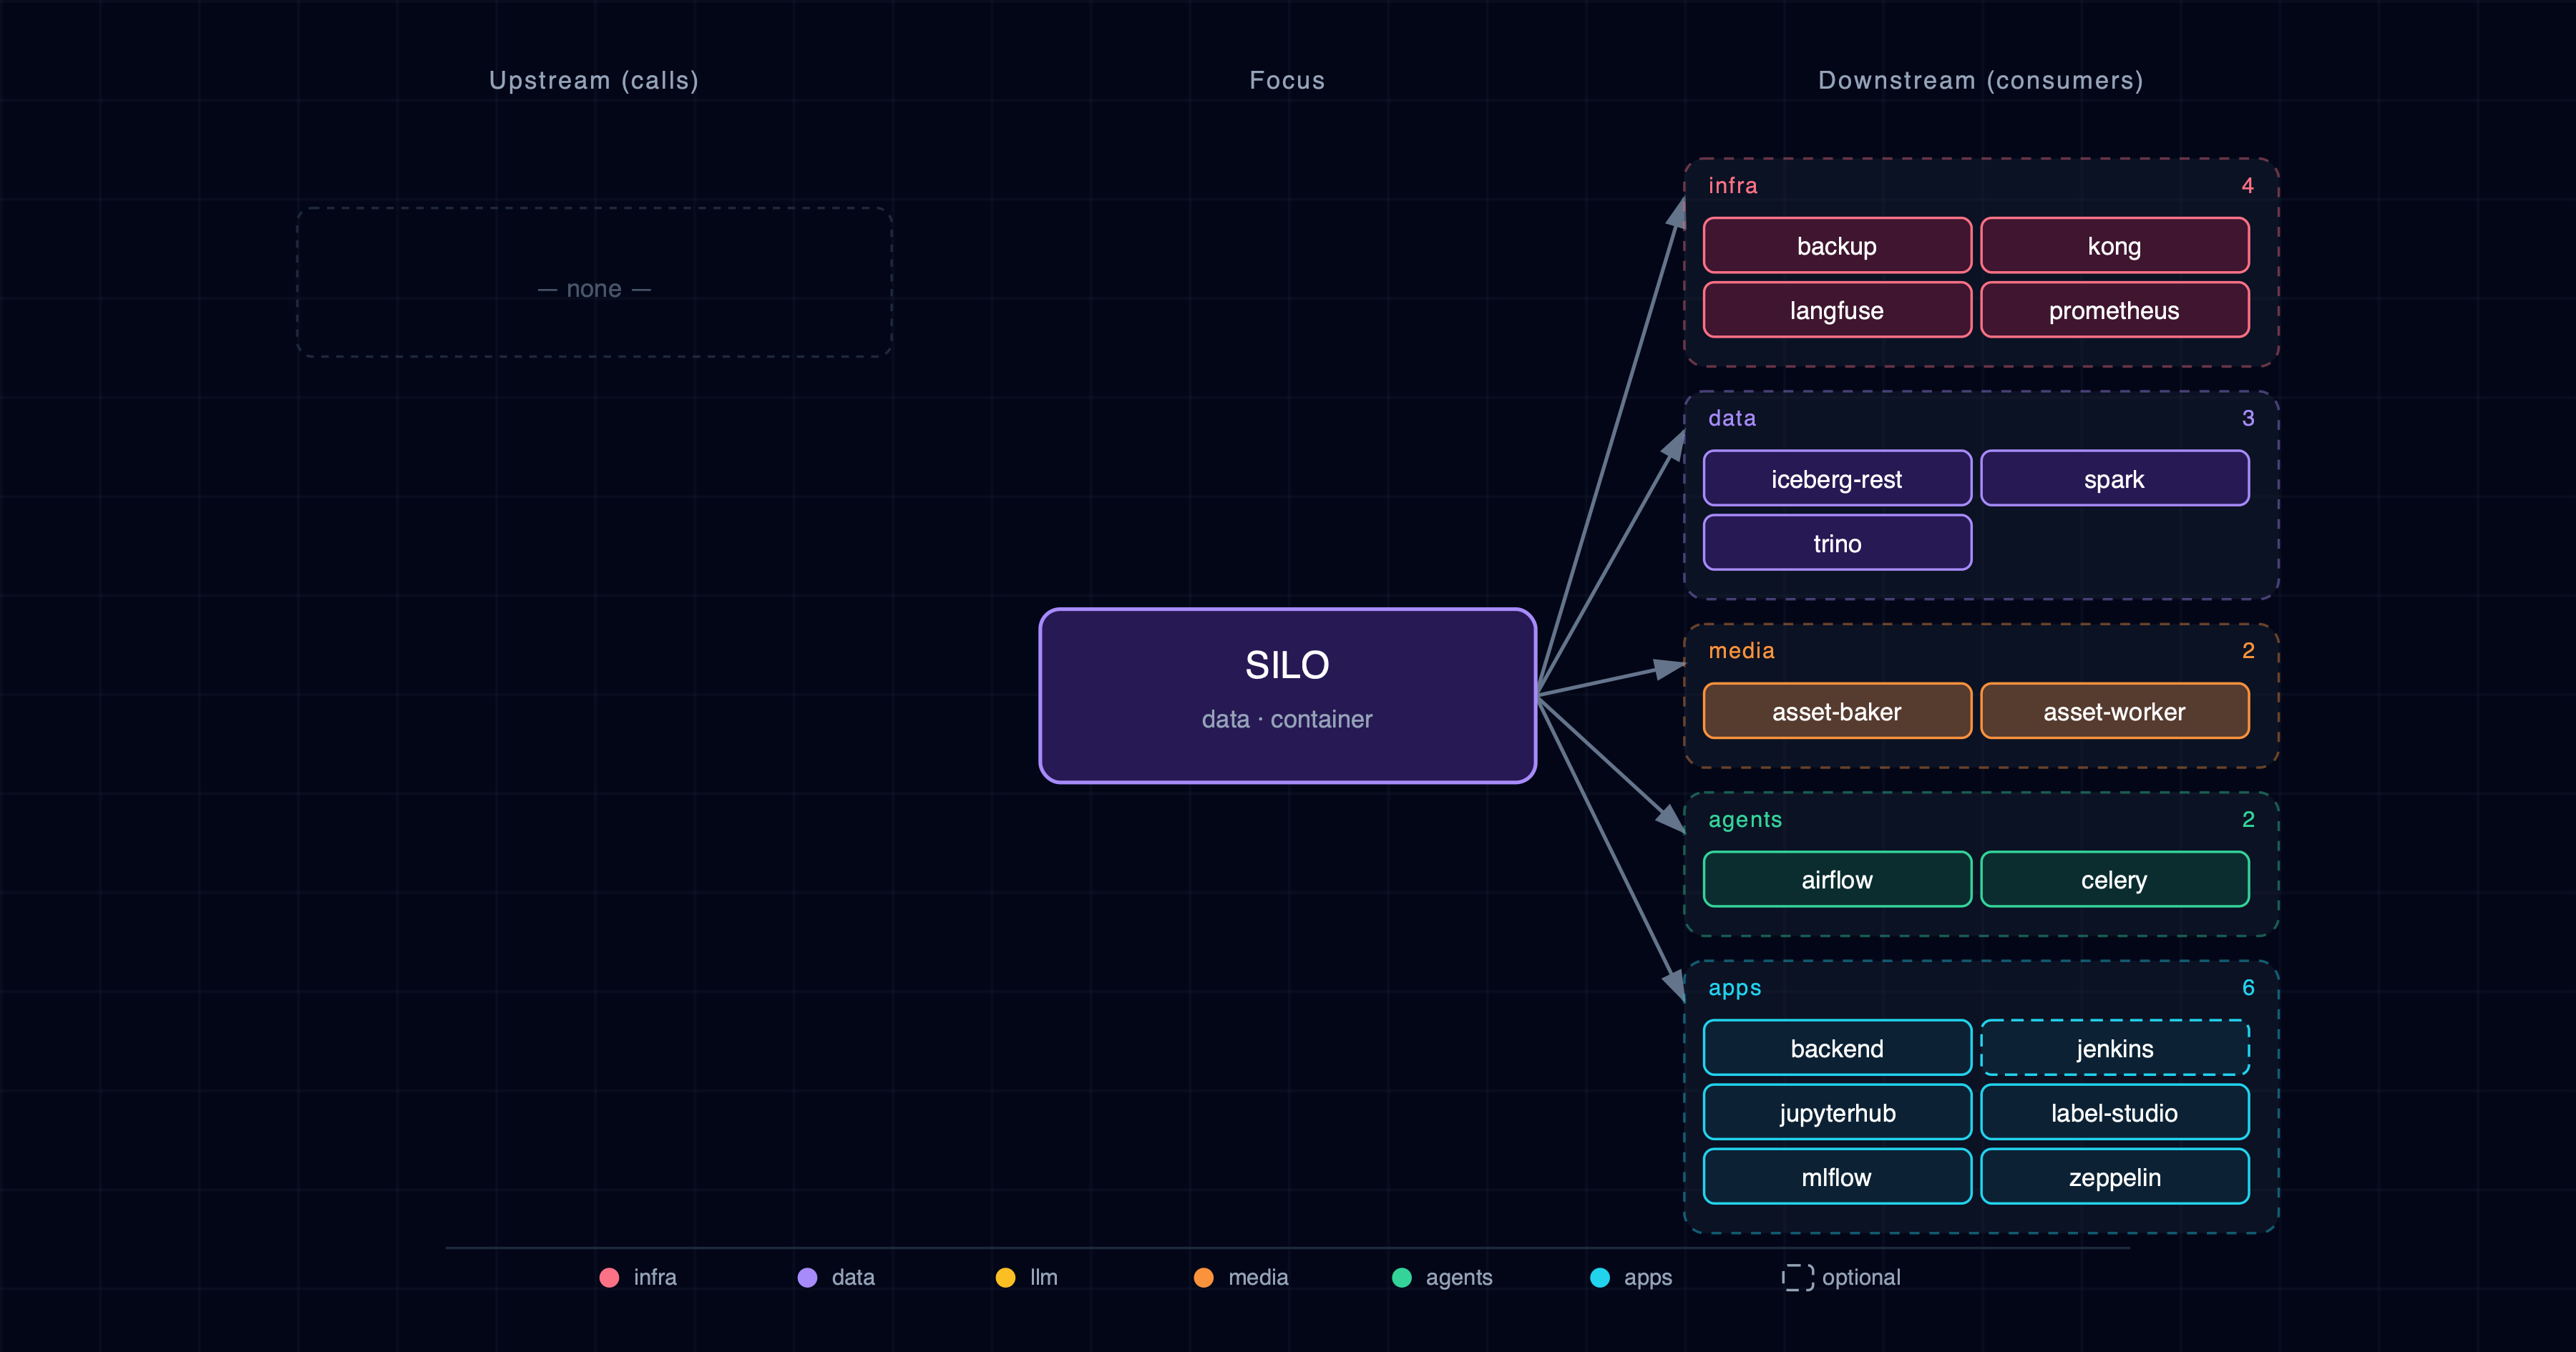 Upstream (calls)
Focus
Downstream (consumers)
— none —
SILO
data · container
infra 4
backup kong
langfuse prometheus
data 3
iceberg-rest spark
trino
media 2
asset-baker asset-worker
agents 2
airflow celery
apps 6
backend jenkins
jupyterhub label-studio
mlflow zeppelin
infra data llm media agents apps optional